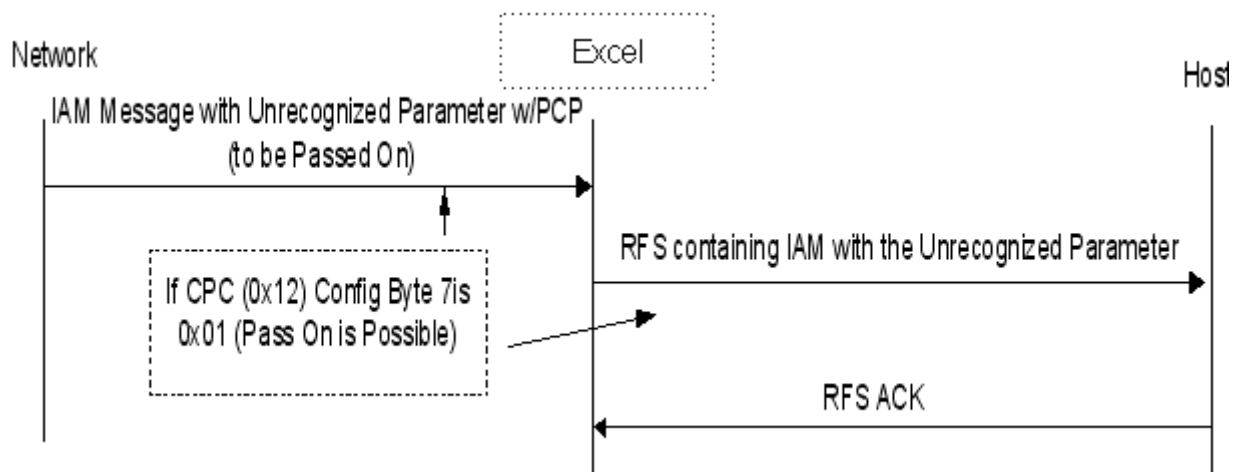 Excel
Network
Host
IAM Message with Unrecognized Parameter w/PCP
(to be Passed On)
RFS containing IAM with the Unrecognized Parameter
If CPC (0x12) Config Byte 7is
0x01 (Pass On is Possible)
RFS ACK